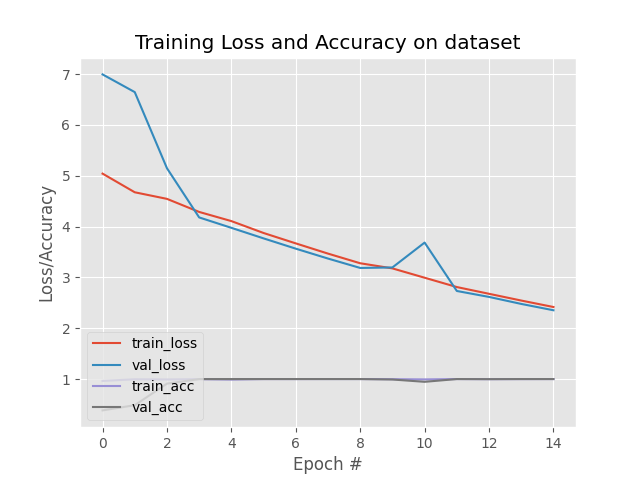 Training Loss and Accuracy on dataset
Loss/Accuracy
7
6
5
4
3
2
1
train_loss
val_loss
train_acc
val_acc
0 2 4 6 8 10 12 14
Epoch #